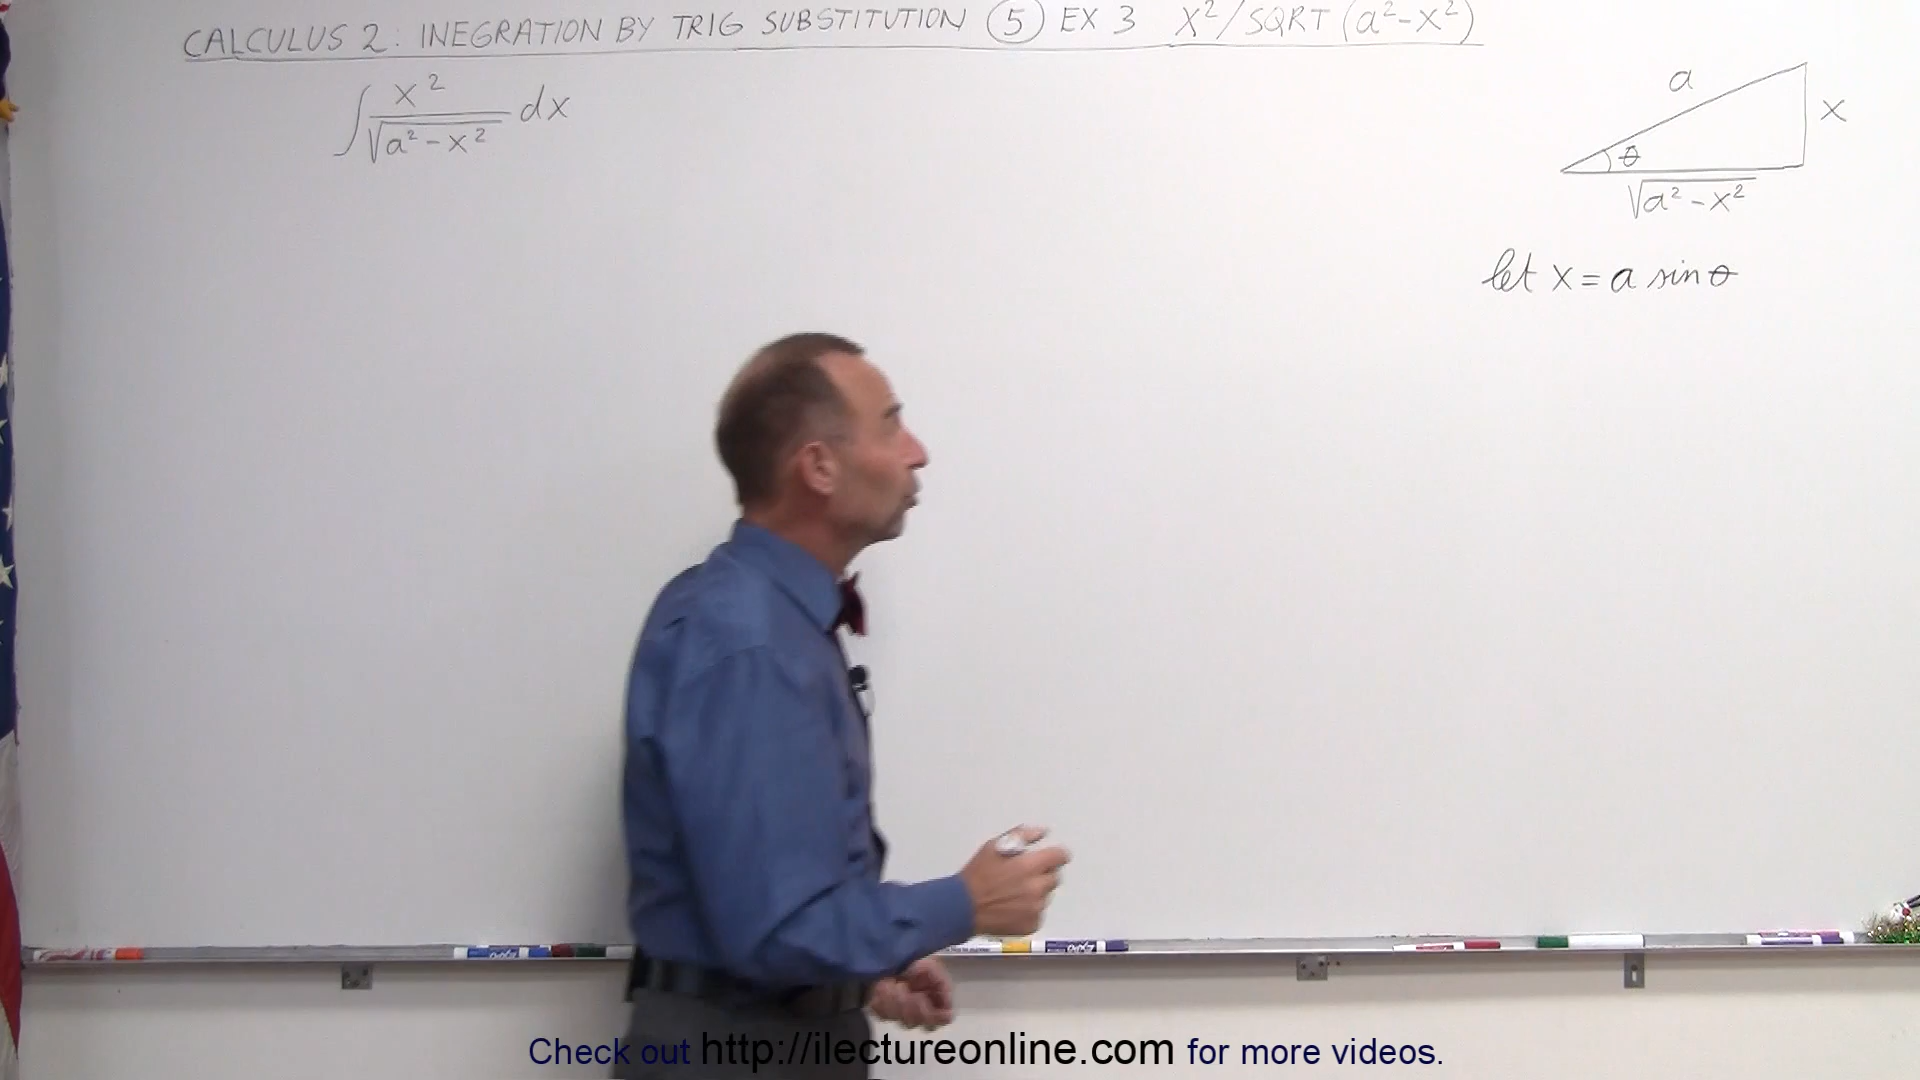 CALCULUS 2: INEGRATION BY TRIG SUBSTITUTION ⑤ EX 3 X²/SQRT (a²-X²)
∫ x²/√(a²-x²) dx
a
x
θ
√(a²-x²)
let x = a sin θ
Check out http://ilectureonline.com for more videos.